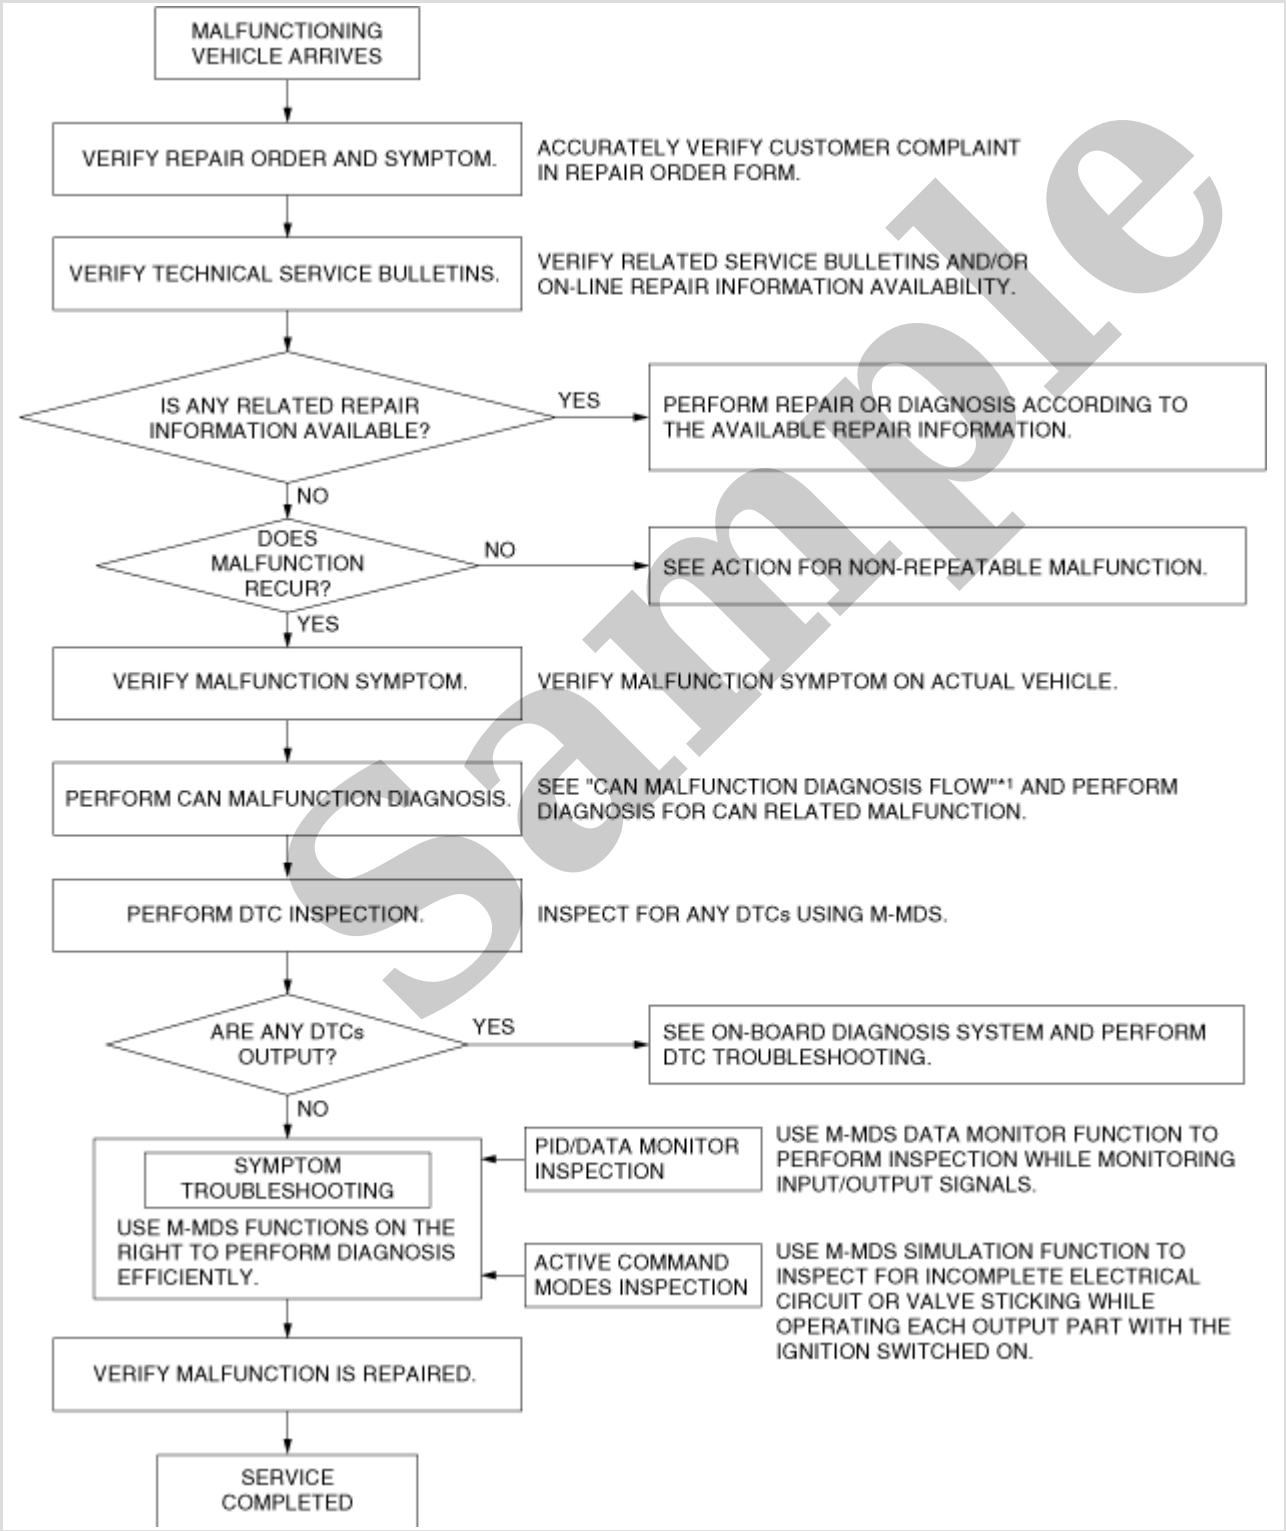 MALFUNCTIONING
VEHICLE ARRIVES
VERIFY REPAIR ORDER AND SYMPTOM.
ACCURATELY VERIFY CUSTOMER COMPLAINT
IN REPAIR ORDER FORM.
VERIFY TECHNICAL SERVICE BULLETINS.
VERIFY RELATED SERVICE BULLETINS AND/OR
ON-LINE REPAIR INFORMATION AVAILABILITY.
IS ANY RELATED REPAIR
INFORMATION AVAILABLE?
YES
PERFORM REPAIR OR DIAGNOSIS ACCORDING TO
THE AVAILABLE REPAIR INFORMATION.
NO
DOES
MALFUNCTION
RECUR?
NO
SEE ACTION FOR NON-REPEATABLE MALFUNCTION.
YES
VERIFY MALFUNCTION SYMPTOM.
VERIFY MALFUNCTION SYMPTOM ON ACTUAL VEHICLE.
PERFORM CAN MALFUNCTION DIAGNOSIS.
SEE "CAN MALFUNCTION DIAGNOSIS FLOW"*1 AND PERFORM
DIAGNOSIS FOR CAN RELATED MALFUNCTION.
PERFORM DTC INSPECTION.
INSPECT FOR ANY DTCs USING M-MDS.
ARE ANY DTCs
OUTPUT?
YES
SEE ON-BOARD DIAGNOSIS SYSTEM AND PERFORM
DTC TROUBLESHOOTING.
NO
SYMPTOM
TROUBLESHOOTING
USE M-MDS FUNCTIONS ON THE
RIGHT TO PERFORM DIAGNOSIS
EFFICIENTLY.
PID/DATA MONITOR
INSPECTION
USE M-MDS DATA MONITOR FUNCTION TO
PERFORM INSPECTION WHILE MONITORING
INPUT/OUTPUT SIGNALS.
ACTIVE COMMAND
MODES INSPECTION
USE M-MDS SIMULATION FUNCTION TO
INSPECT FOR INCOMPLETE ELECTRICAL
CIRCUIT OR VALVE STICKING WHILE
OPERATING EACH OUTPUT PART WITH THE
IGNITION SWITCHED ON.
VERIFY MALFUNCTION IS REPAIRED.
SERVICE
COMPLETED
Sample